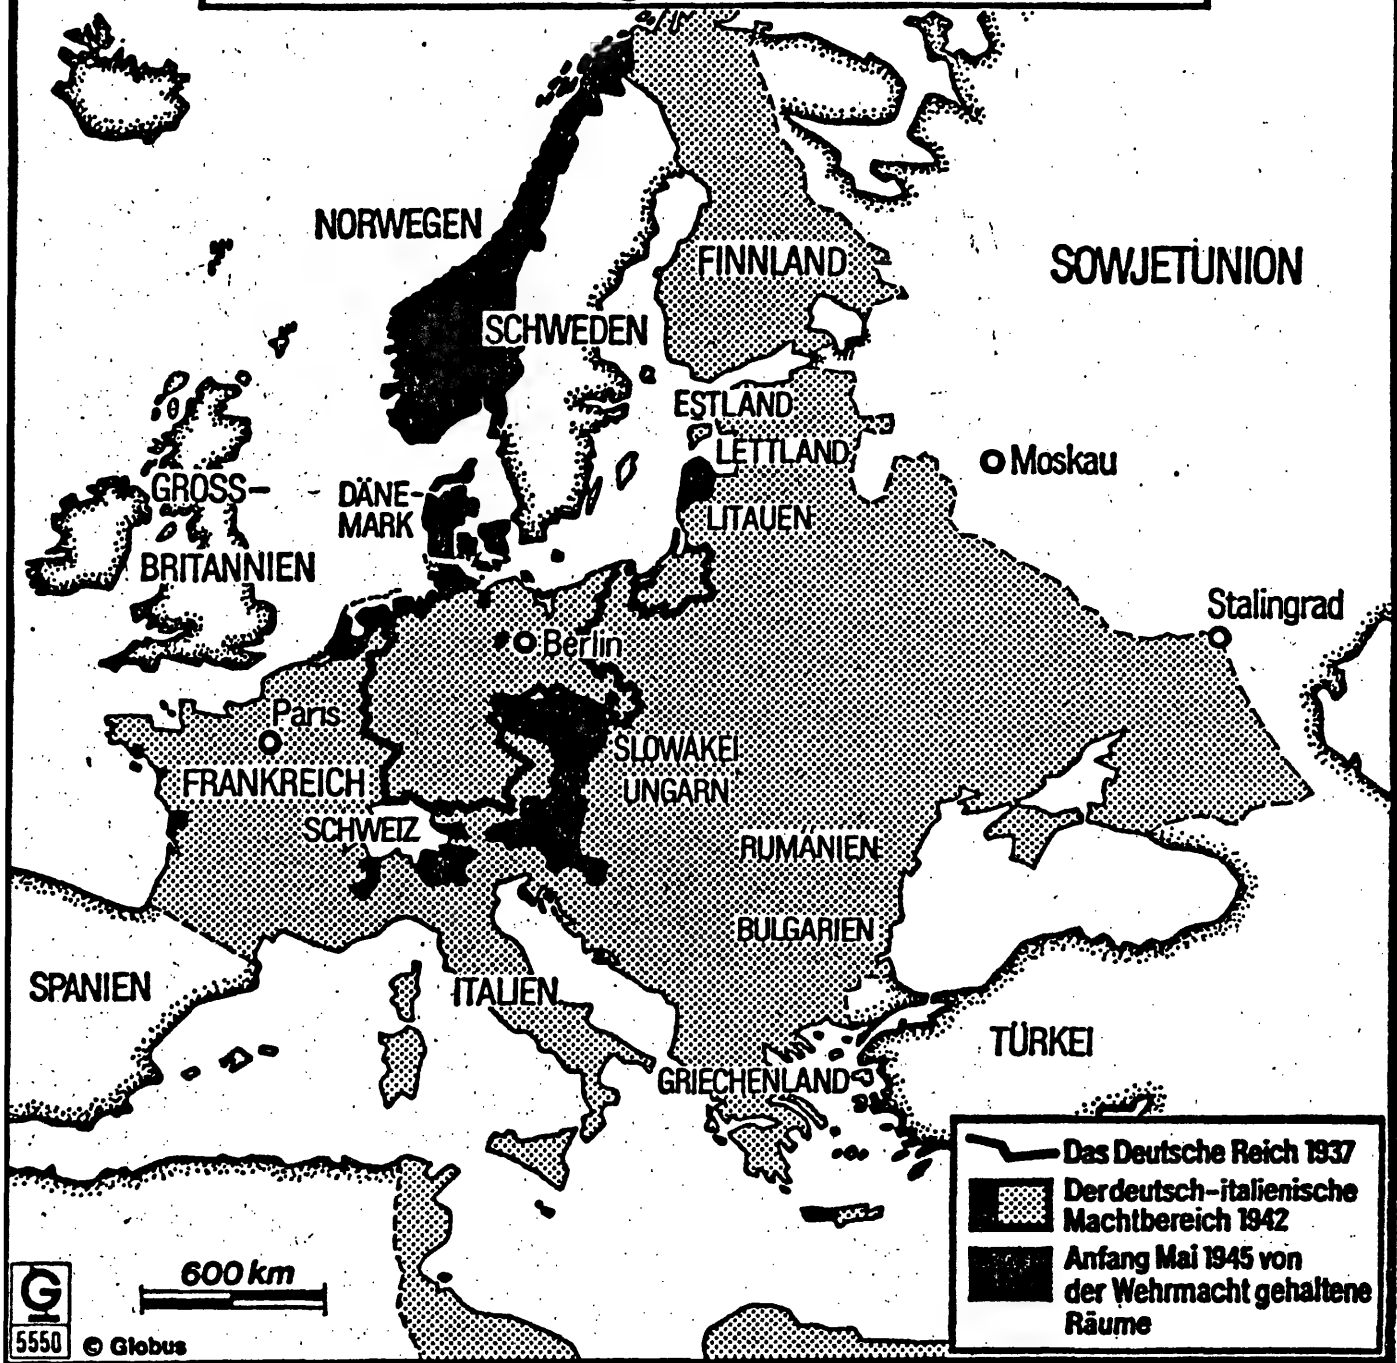 NORWEGEN
FINNLAND
SOWJETUNION
SCHWEDEN
ESTLAND
LETTLAND
Moskau
GROSS-
BRITANNIEN
DÄNE-
MARK
LITAUEN
Stalingrad
Berlin
Paris
SLOWAKEI
UNGARN
FRANKREICH
SCHWEIZ
RUMÄNIEN
BULGARIEN
SPANIEN
ITALIEN
TÜRKEI
GRIECHENLAND
Das Deutsche Reich 1937
Der deutsch-italienische
Machtbereich 1942
Anfang Mai 1945 von
der Wehrmacht gehaltene
Räume
600 km
G
5550
© Globus